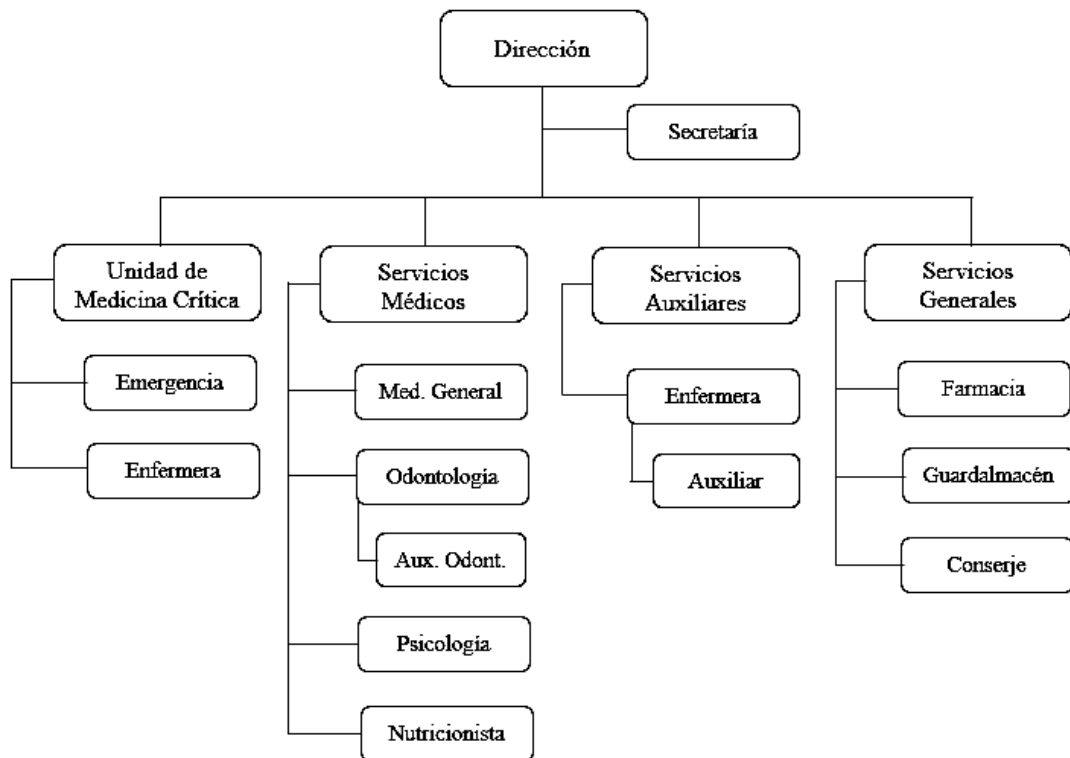 Dirección
Secretaría
Unidad de
Medicina Crítica
Emergencia
Enfermera
Servicios
Médicos
Med. General
Odontología
Aux. Odont.
Psicología
Nutricionista
Servicios
Auxiliares
Enfermera
Auxiliar
Servicios
Generales
Farmacia
Guardalmacén
Conserje